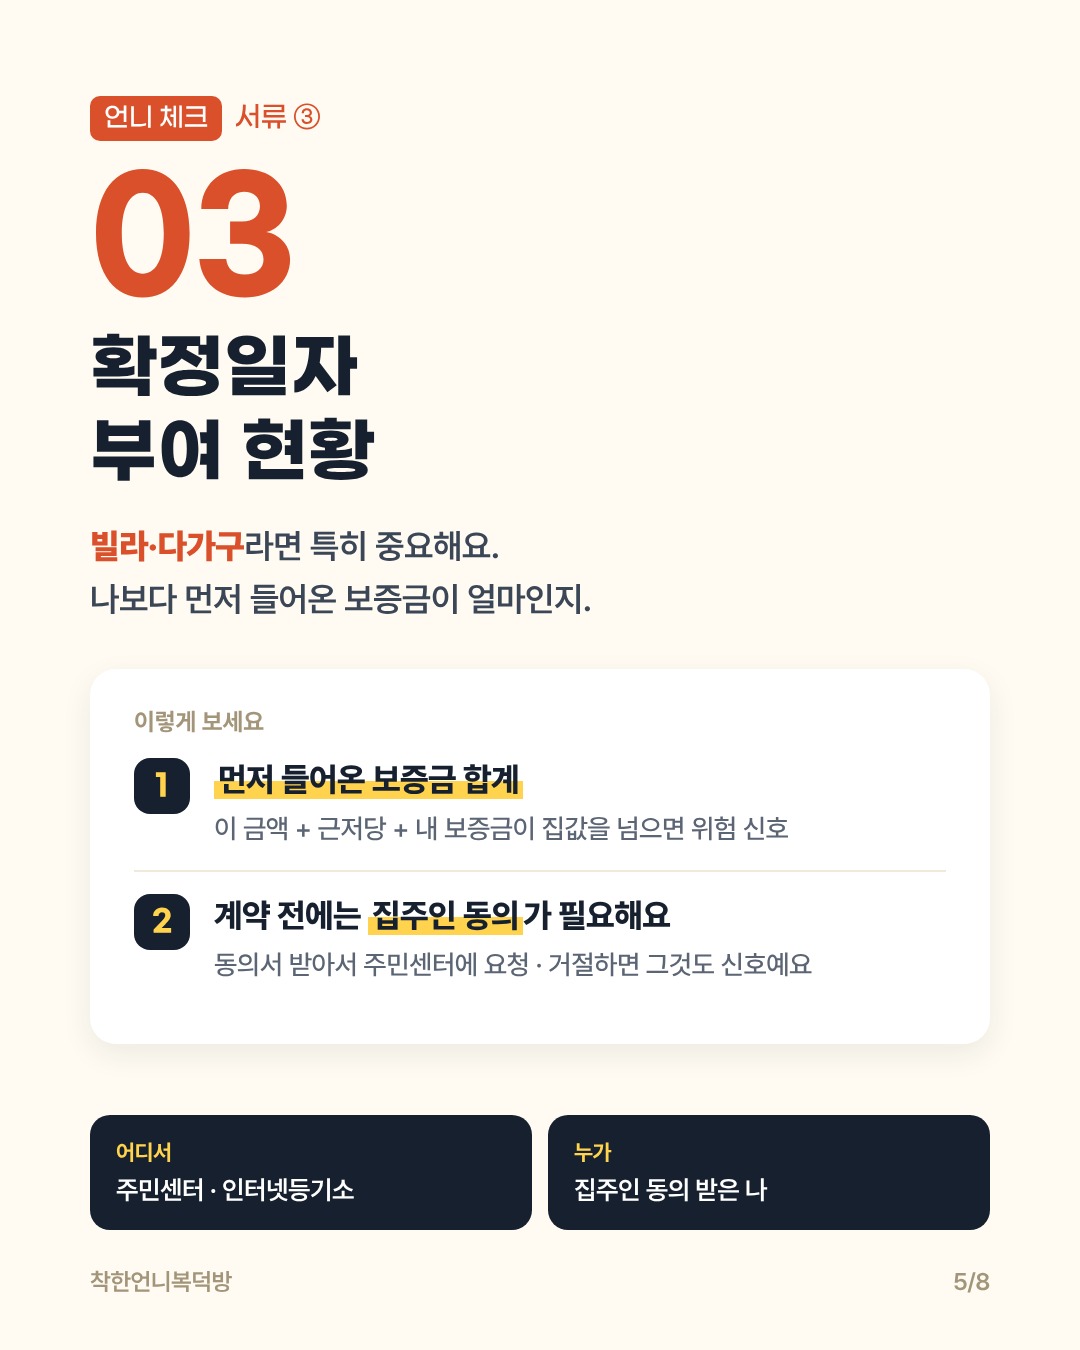 언니 체크 서류 ③
03
확정일자
부여 현황
빌라·다가구라면 특히 중요해요.
나보다 먼저 들어온 보증금이 얼마인지.
이렇게 보세요
1 먼저 들어온 보증금 합계
이 금액 + 근저당 + 내 보증금이 집값을 넘으면 위험 신호
2 계약 전에는 집주인 동의가 필요해요
동의서 받아서 주민센터에 요청 · 거절하면 그것도 신호예요
어디서
주민센터 · 인터넷등기소
누가
집주인 동의 받은 나
착한언니복덕방
5/8